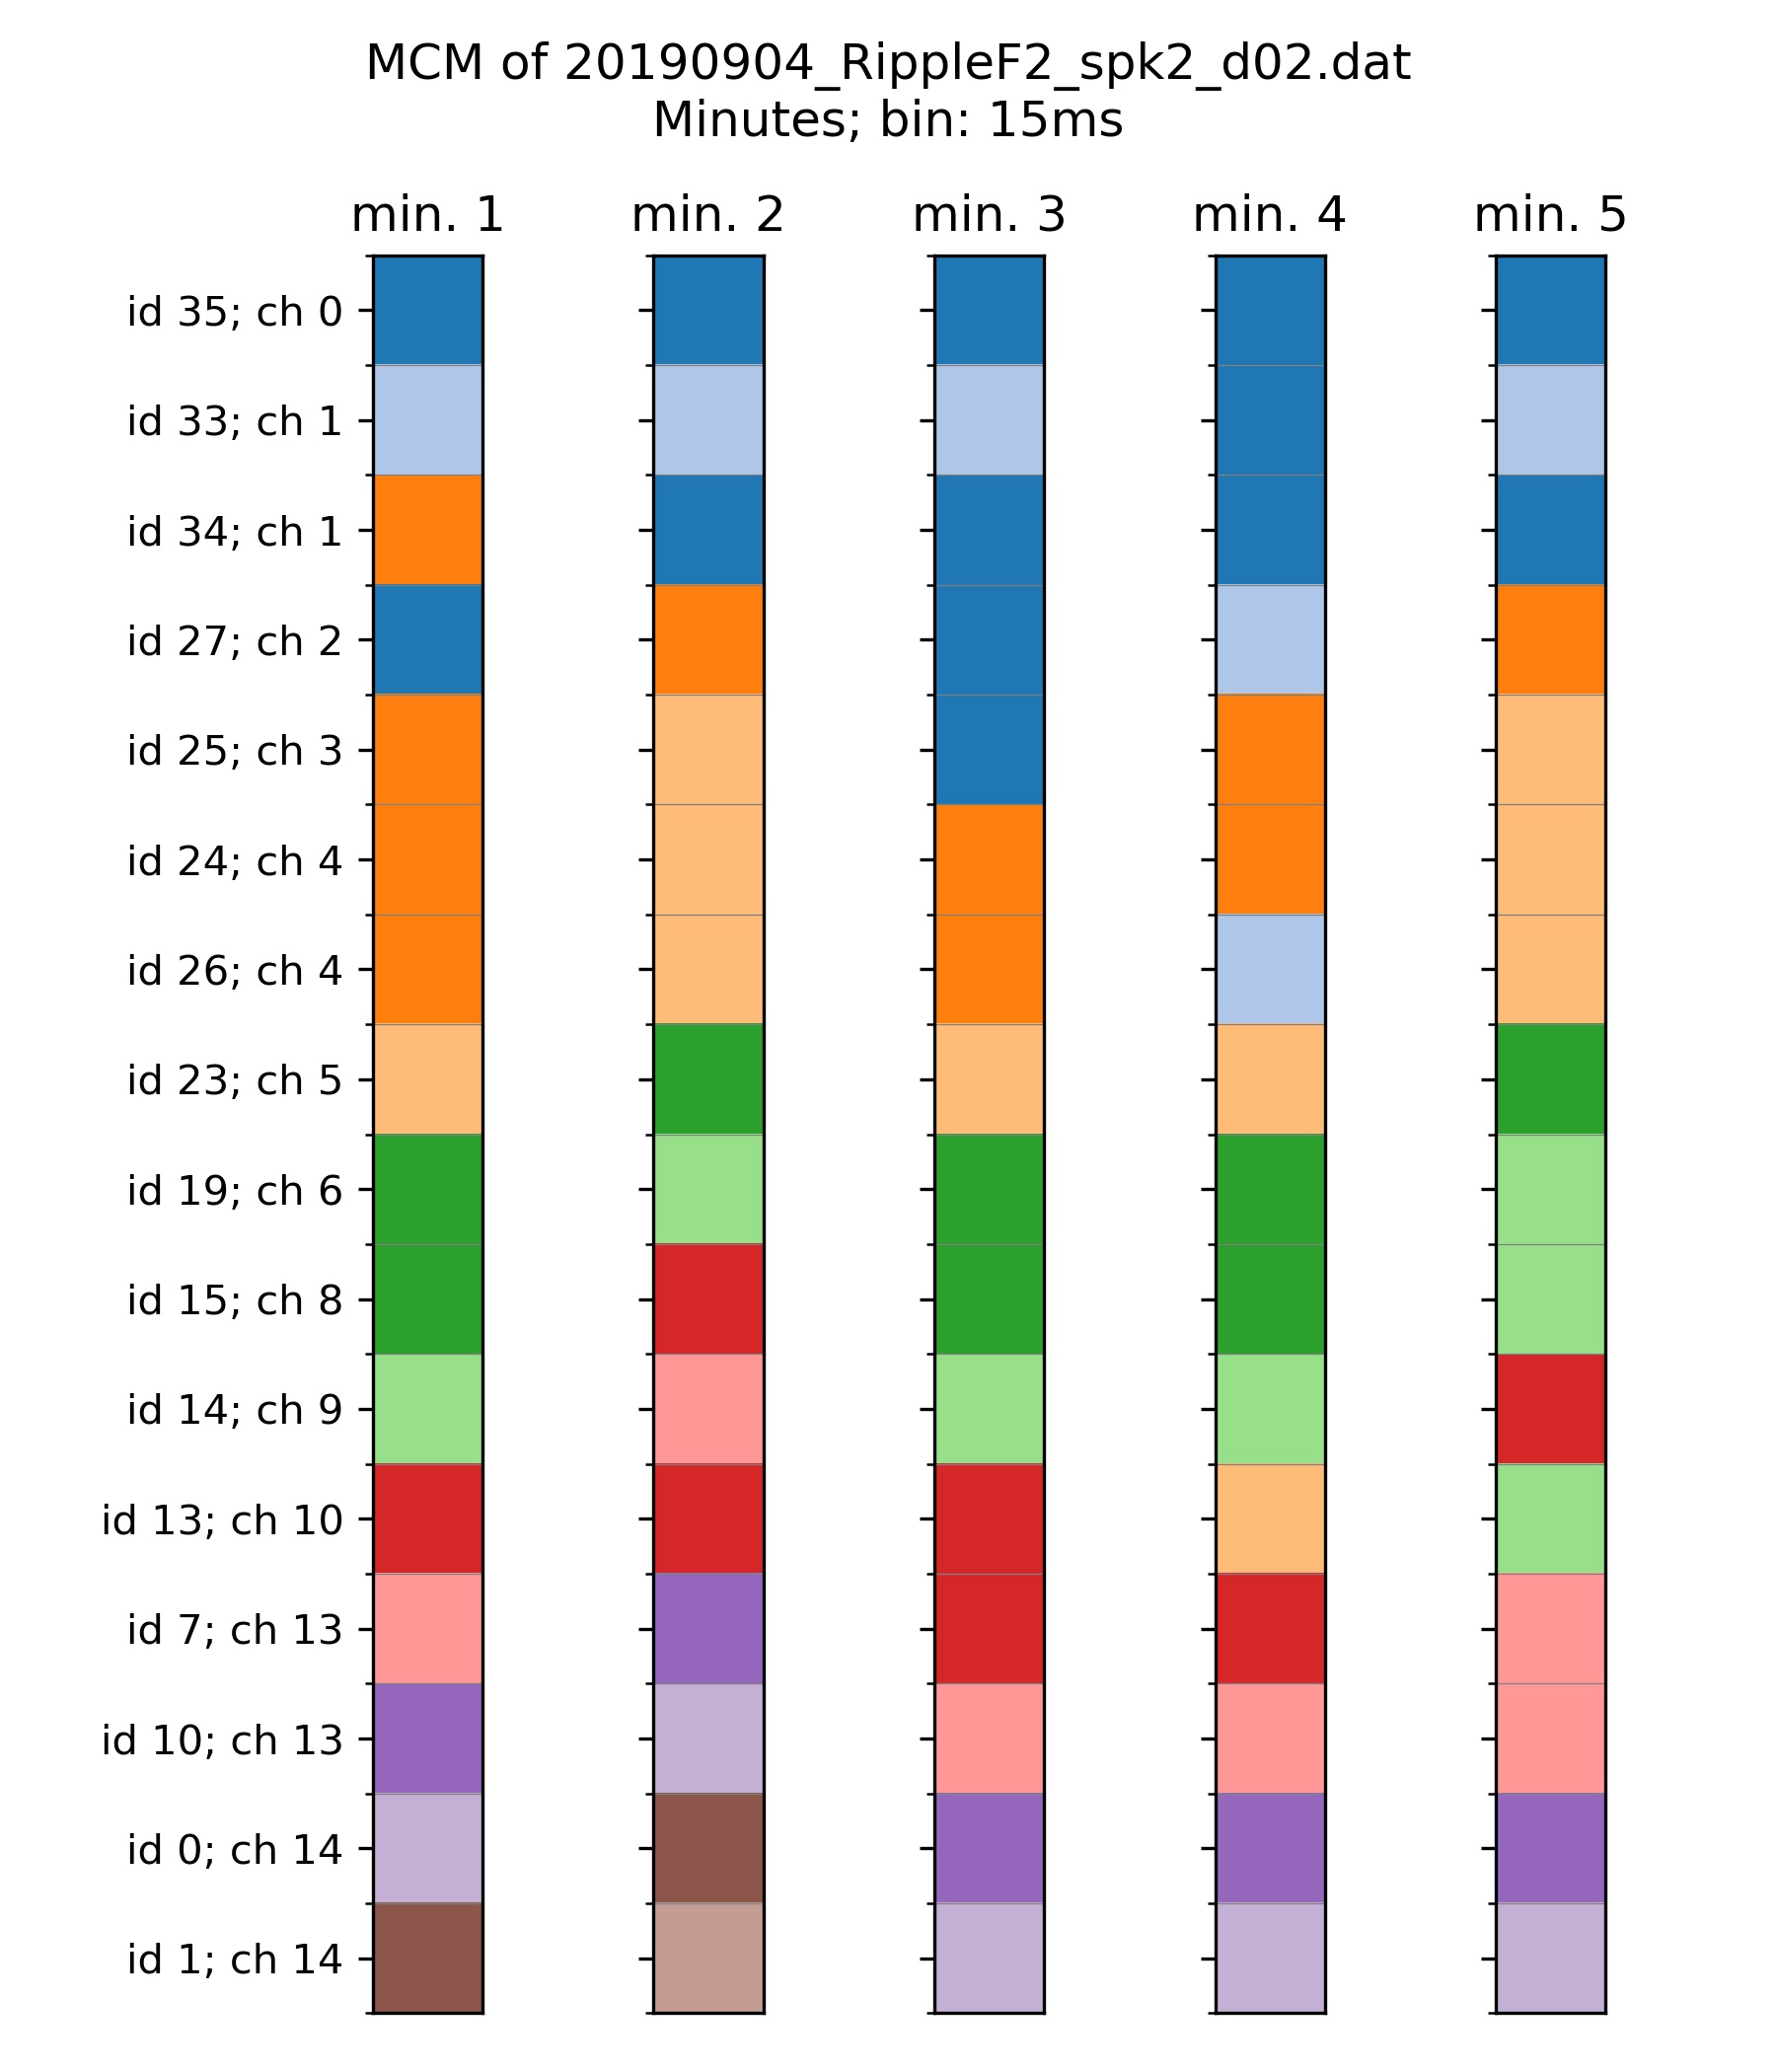 MCM of 20190904_RippleF2_spk2_d02.dat
Minutes; bin: 15ms
min. 1 min. 2 min. 3 min. 4 min. 5
id 35; ch 0
id 33; ch 1
id 34; ch 1
id 27; ch 2
id 25; ch 3
id 24; ch 4
id 26; ch 4
id 23; ch 5
id 19; ch 6
id 15; ch 8
id 14; ch 9
id 13; ch 10
id 7; ch 13
id 10; ch 13
id 0; ch 14
id 1; ch 14